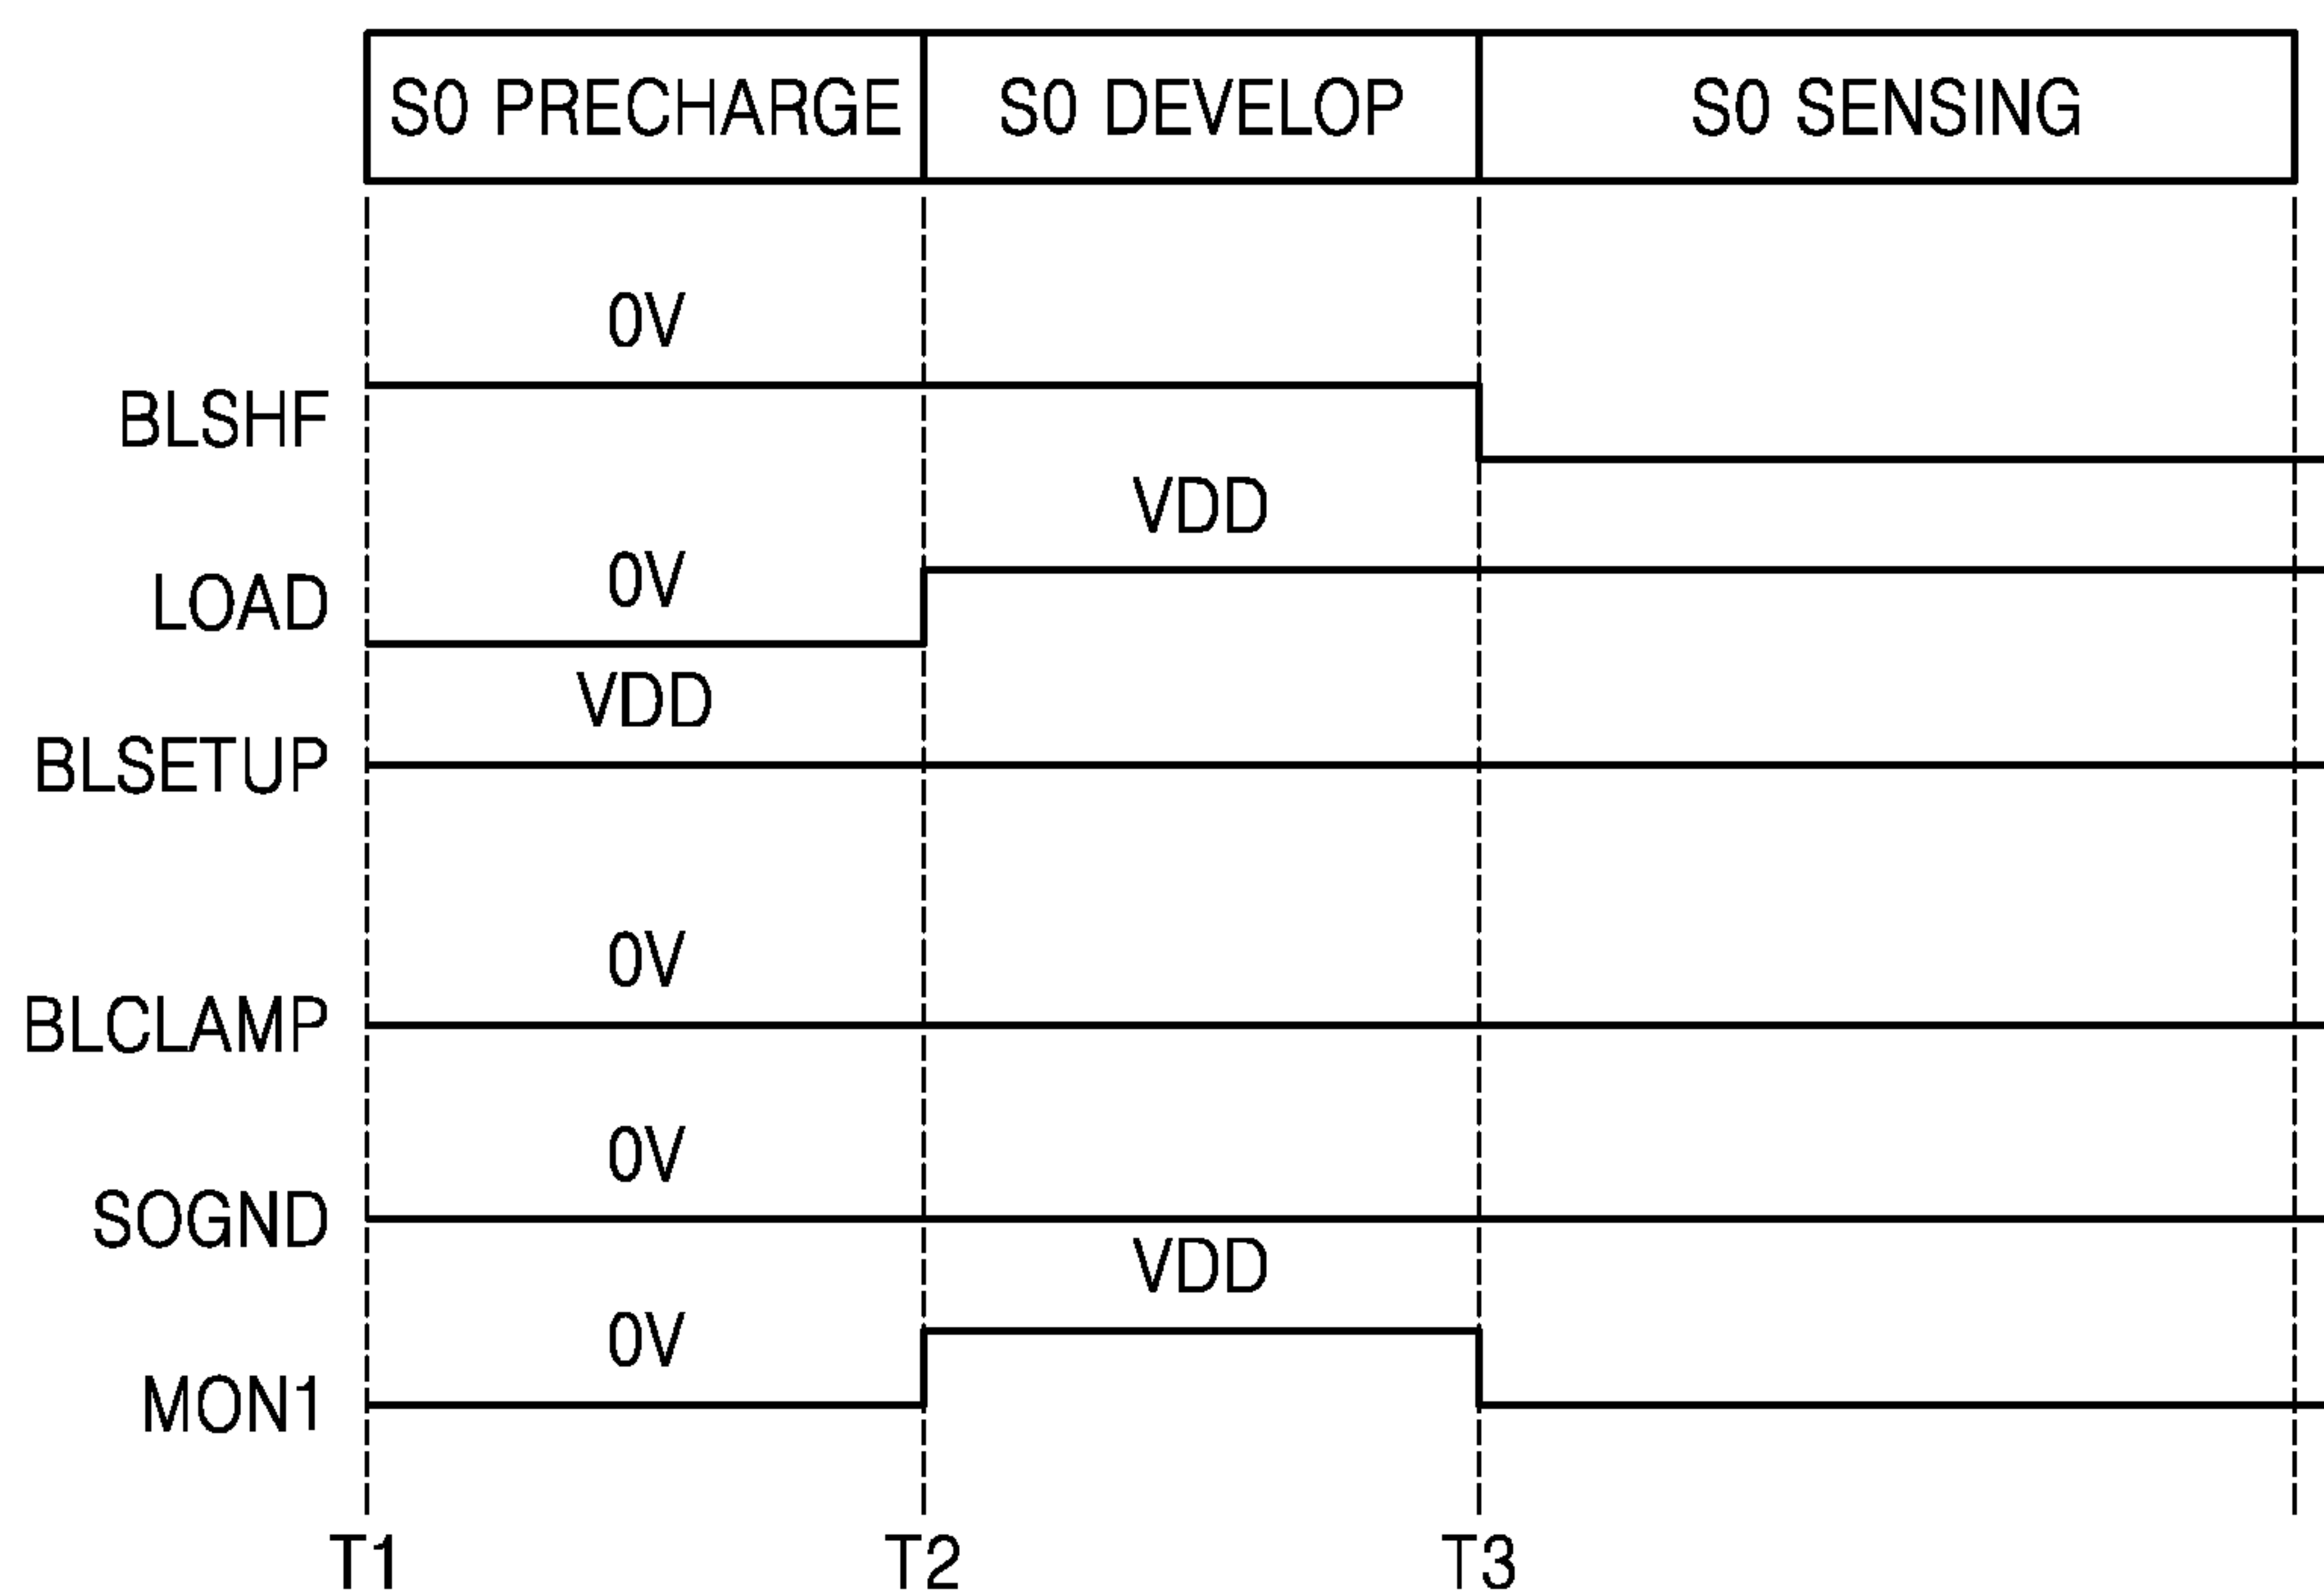 S0 PRECHARGE S0 DEVELOP S0 SENSING
0V
BLSHF
VDD
0V
LOAD
VDD
BLSETUP
0V
BLCLAMP
0V
SOGND
VDD
0V
MON1
T1 T2 T3